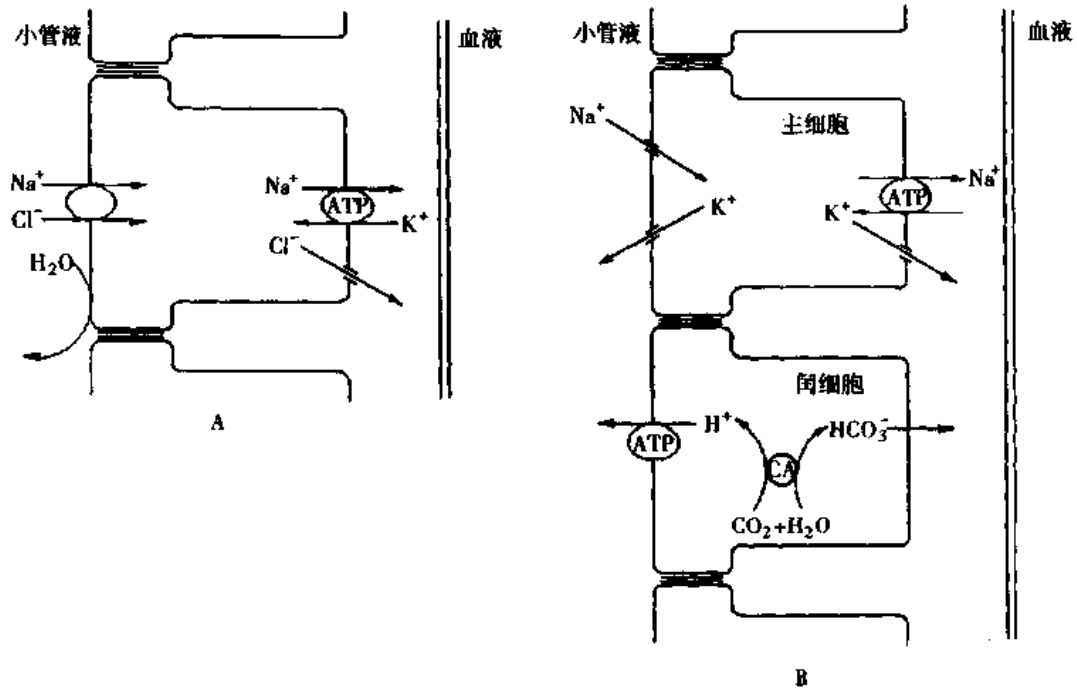 小管液
血液
Na⁺
Cl⁻
H₂O
Na⁺
ATP
K⁺
Cl⁻
A
小管液
血液
主细胞
Na⁺
K⁺
Na⁺
ATP
K⁺
闰细胞
H⁺
ATP
HCO₃⁻
CA
CO₂+H₂O
B